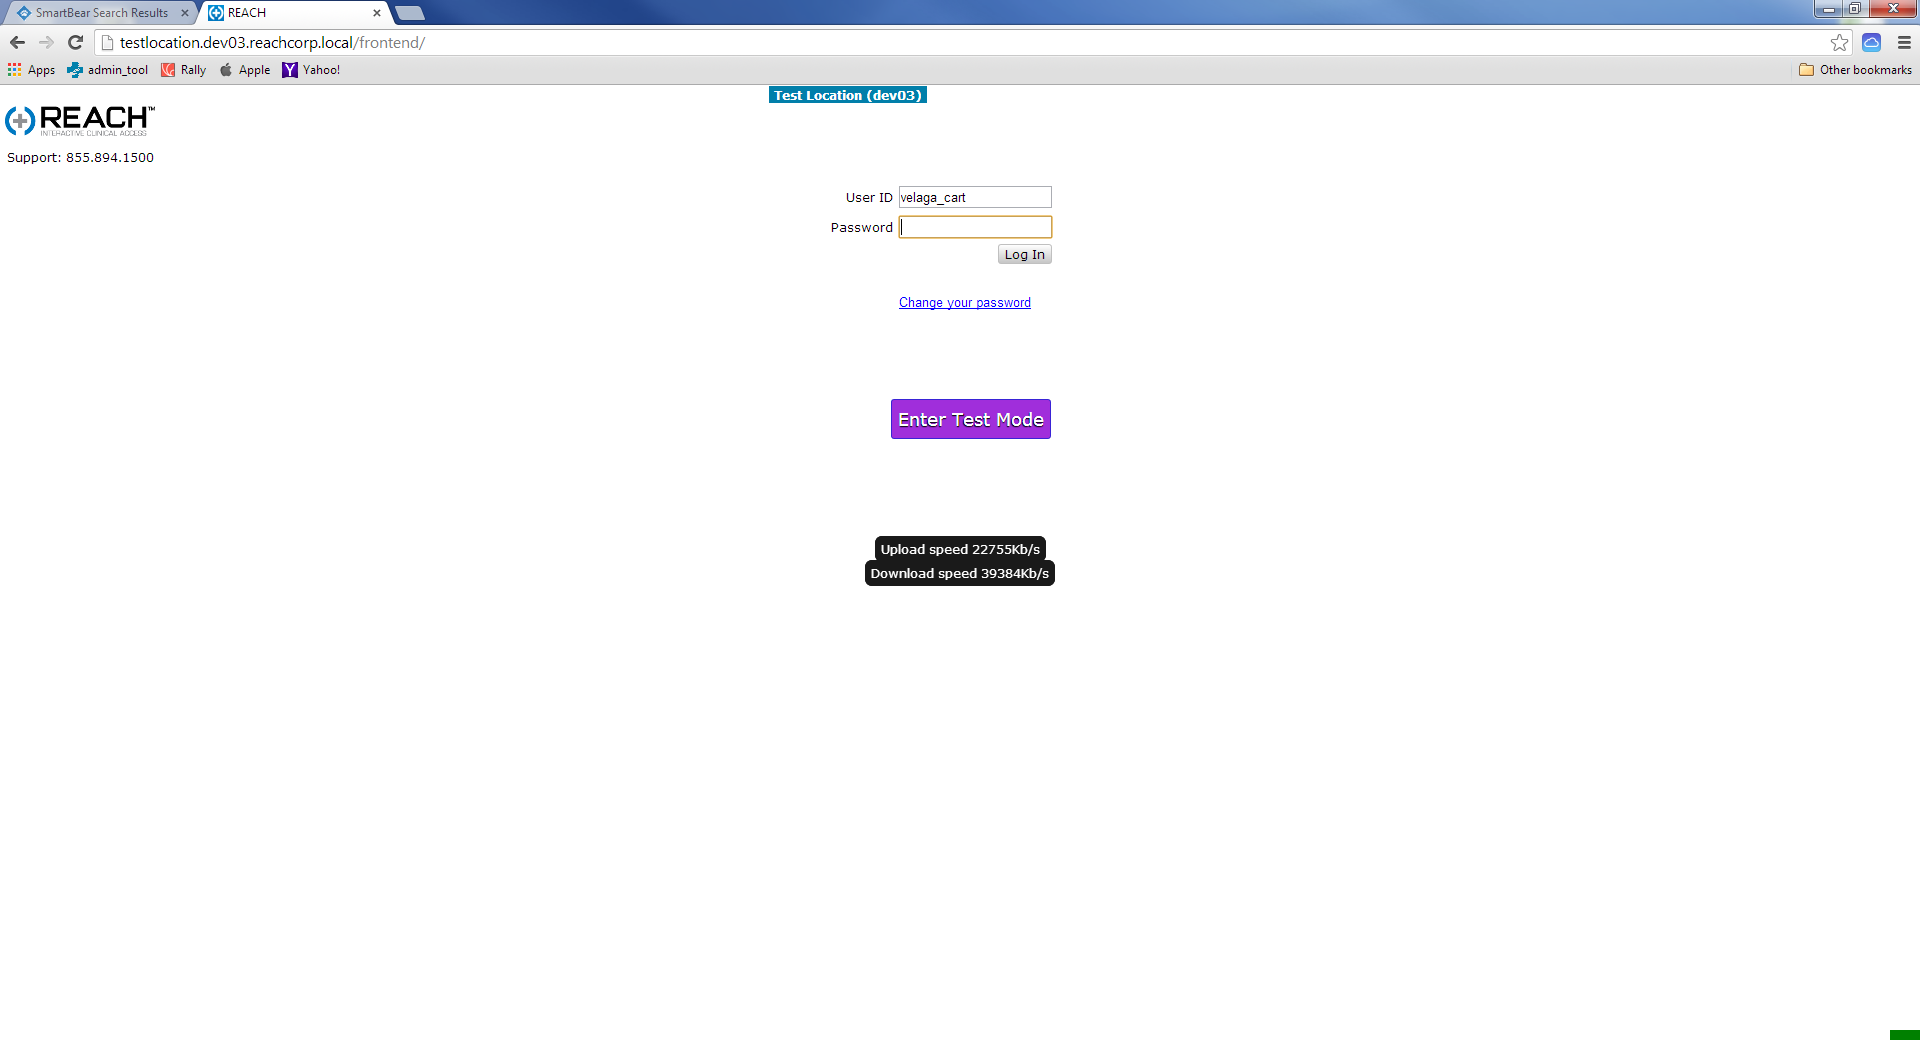 SmartBear Search Results
REACH
testlocation.dev03.reachcorp.local/frontend/
Apps
admin_tool
Rally
Apple
Yahoo!
Other bookmarks
Test Location (dev03)
REACH™
INTERACTIVE CLINICAL ACCESS
Support: 855.894.1500
User ID velaga_cart
Password
Log In
Change your password
Enter Test Mode
Upload speed 22755Kb/s
Download speed 39384Kb/s